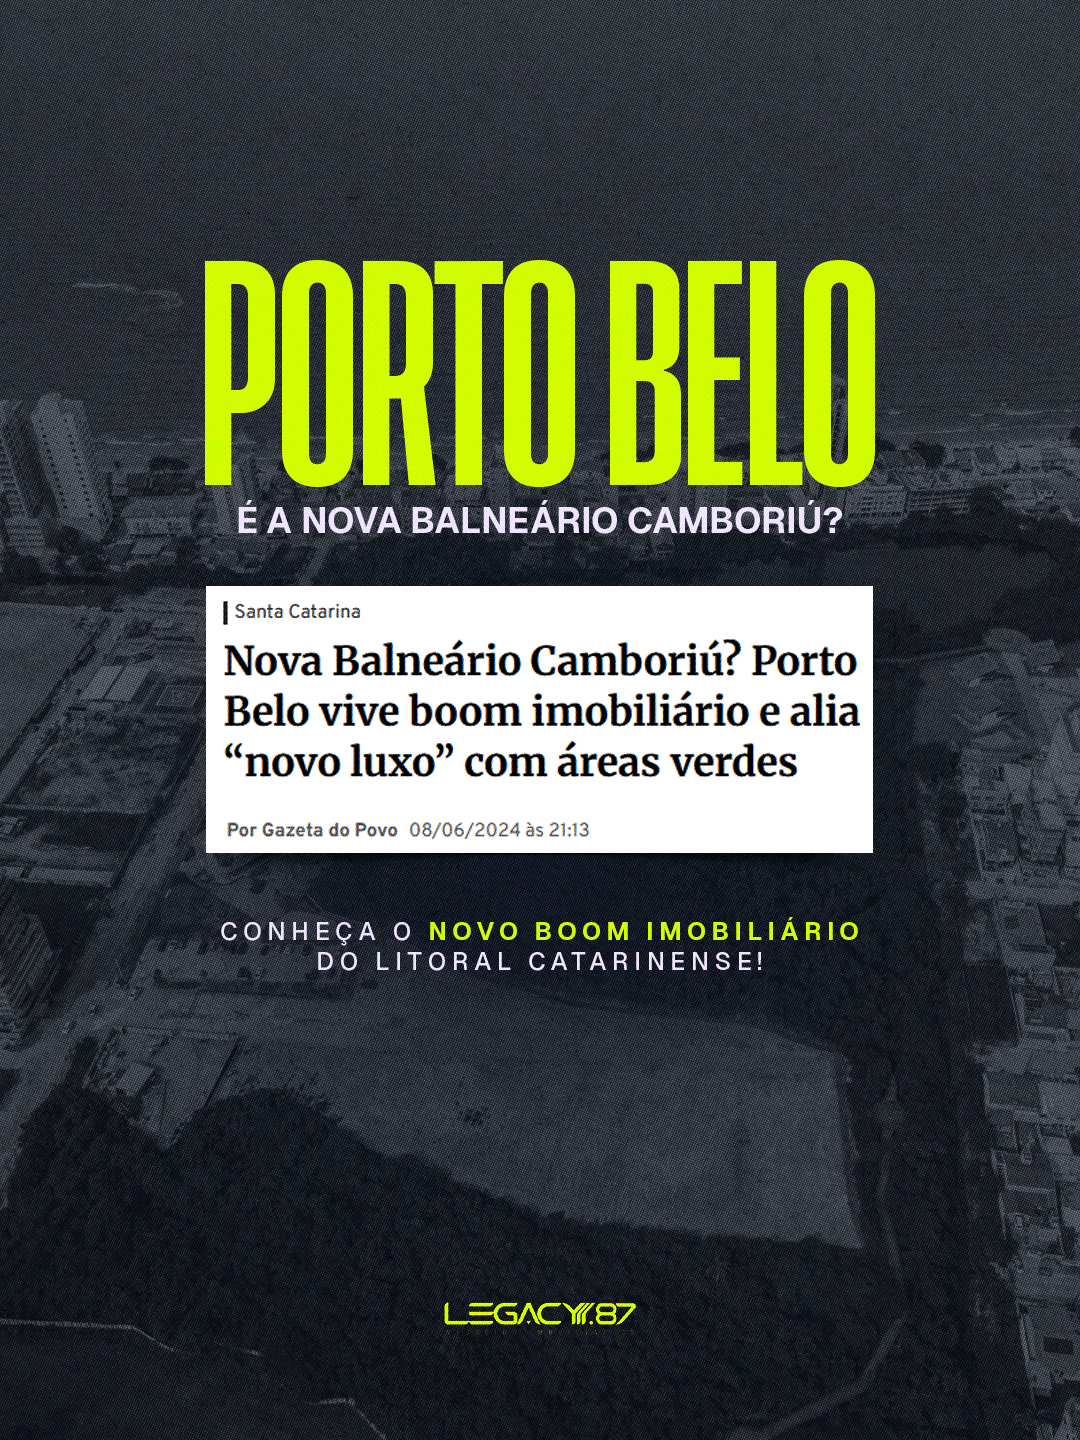 PORTO BELO
É A NOVA BALNEÁRIO CAMBORIÚ?
Santa Catarina
Nova Balneário Camboriú? Porto
Belo vive boom imobiliário e alia
“novo luxo” com áreas verdes
Por Gazeta do Povo 08/06/2024 às 21:13
CONHEÇA O NOVO BOOM IMOBILIÁRIO
DO LITORAL CATARINENSE!
LEGACY.87